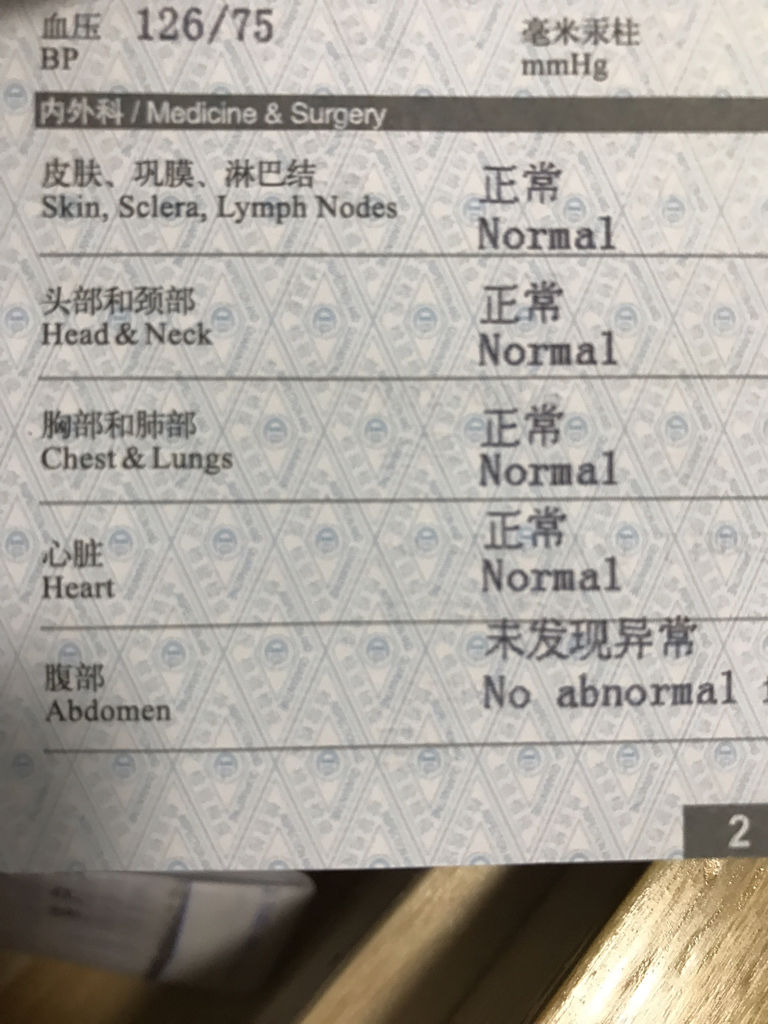 血压 126/75 毫米汞柱
BP mmHg
内外科 / Medicine & Surgery
皮肤、巩膜、淋巴结 正常
Skin, Sclera, Lymph Nodes Normal
头部和颈部 正常
Head & Neck Normal
胸部和肺部 正常
Chest & Lungs Normal
心脏 正常
Heart Normal
腹部 未发现异常
Abdomen No abnormal
2